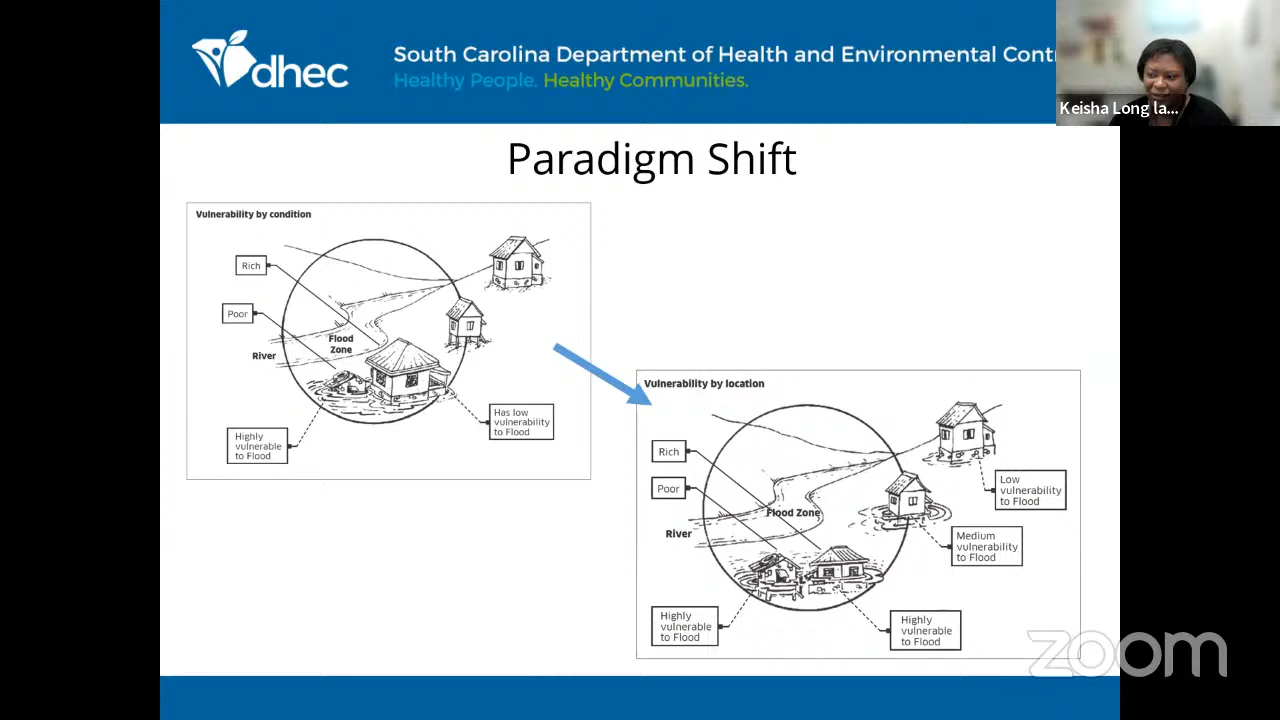 dhec
South Carolina Department of Health and Environmental Contr
Healthy People. Healthy Communities.
Keisha Long la...
Paradigm Shift
Vulnerability by condition
Rich
Poor
River
Flood
Zone
Has low
vulnerability
to Flood
Highly
vulnerable
to Flood
Vulnerability by location
Rich
Poor
River
Flood Zone
Low
vulnerability
to Flood
Medium
vulnerability
to Flood
Highly
vulnerable
to Flood
Highly
vulnerable
to Flood
zoom